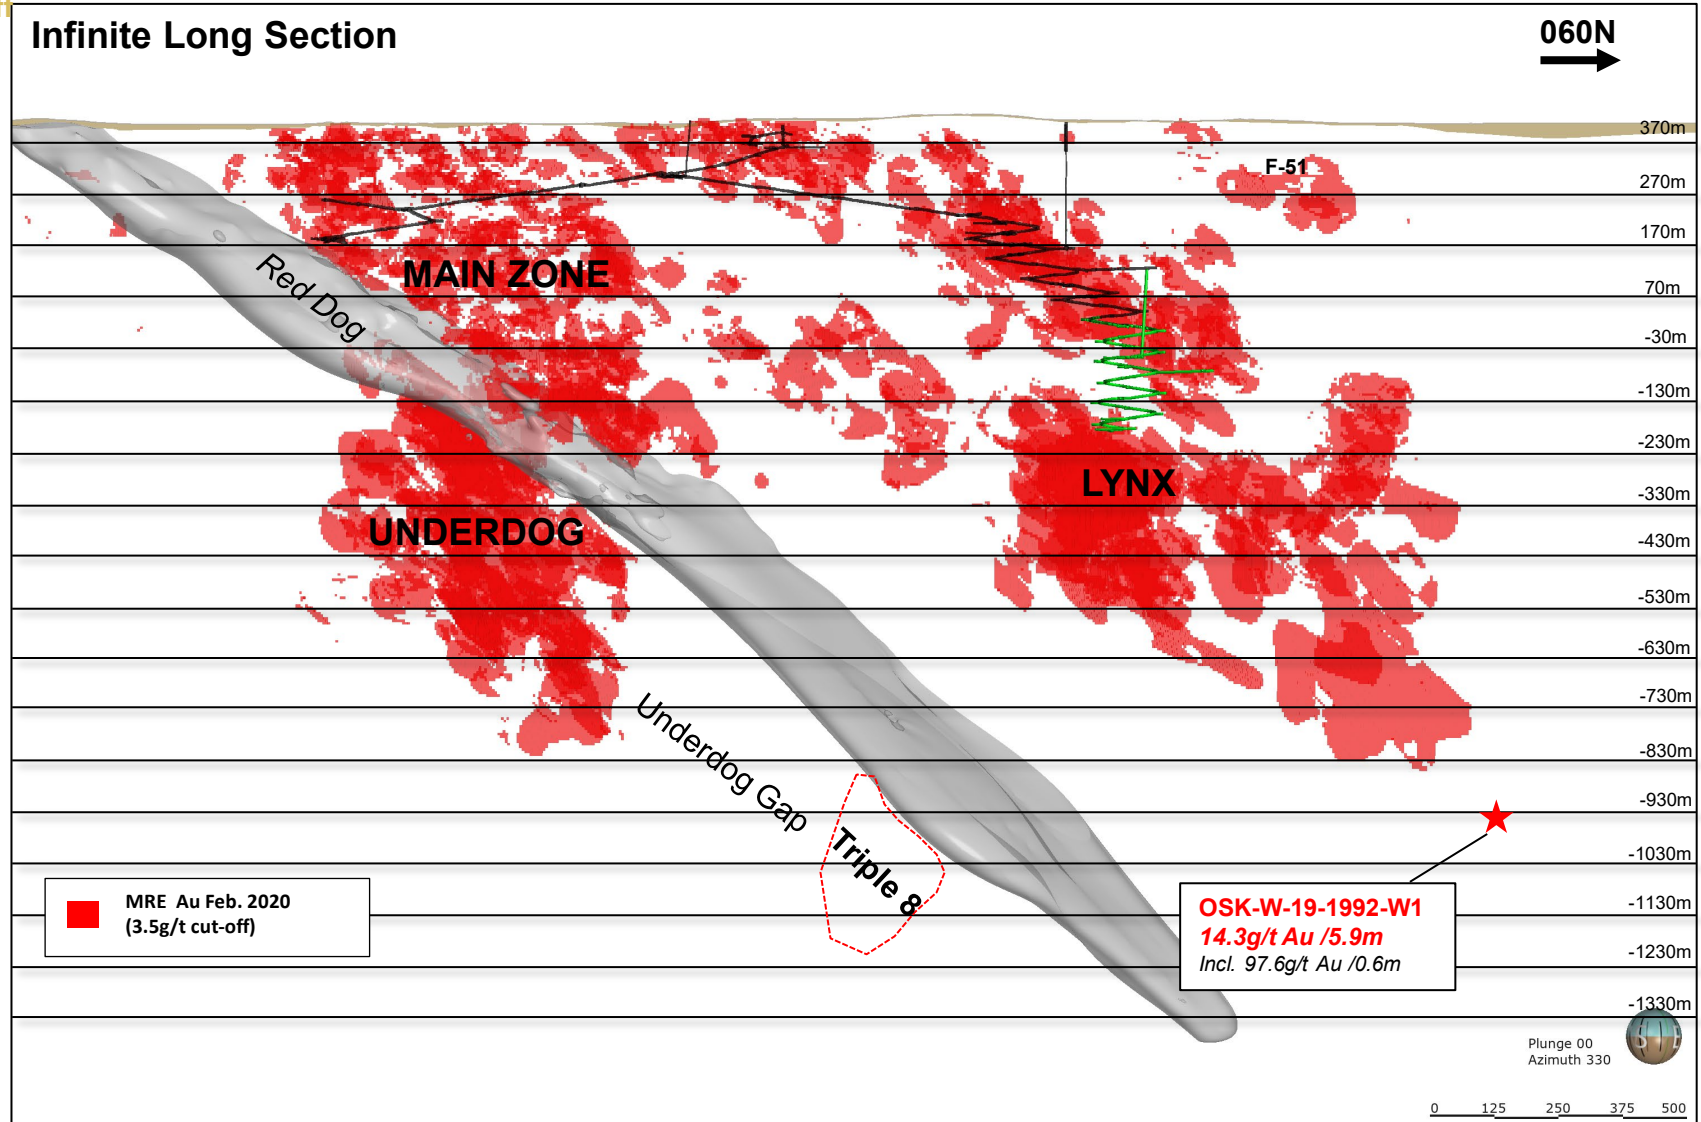 Infinite Long Section
060N
370m
F-51
270m
170m
MAIN ZONE
Red Dog
70m
-30m
-130m
-230m
LYNX
-330m
UNDERDOG
-430m
-530m
-630m
Underdog Gap
-730m
-830m
-930m
Triple 8
-1030m
MRE Au Feb. 2020
(3.5g/t cut-off)
OSK-W-19-1992-W1
14.3g/t Au /5.9m
Incl. 97.6g/t Au /0.6m
-1130m
-1230m
-1330m
Plunge 00
Azimuth 330
0 125 250 375 500